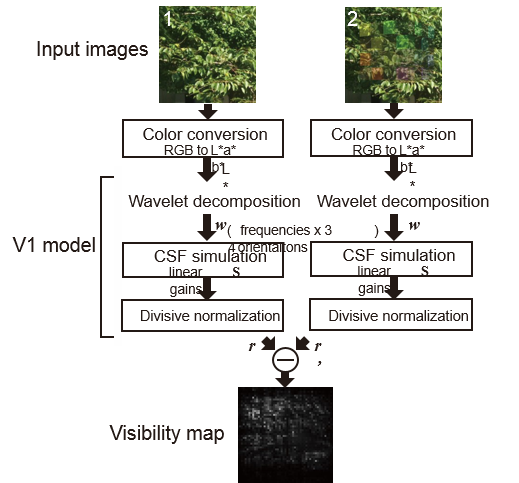 1
2
Input images
Color conversion
RGB to L*a*
b*
L
*
Color conversion
RGB to L*a*
b*
L
*
V1 model
Wavelet decomposition
w
( frequencies x 3
4 orientaitons
)
Wavelet decomposition
w
CSF simulation
linear S
gains
CSF simulation
linear S
gains
Divisive normalization
Divisive normalization
r
r
,
Visibility map